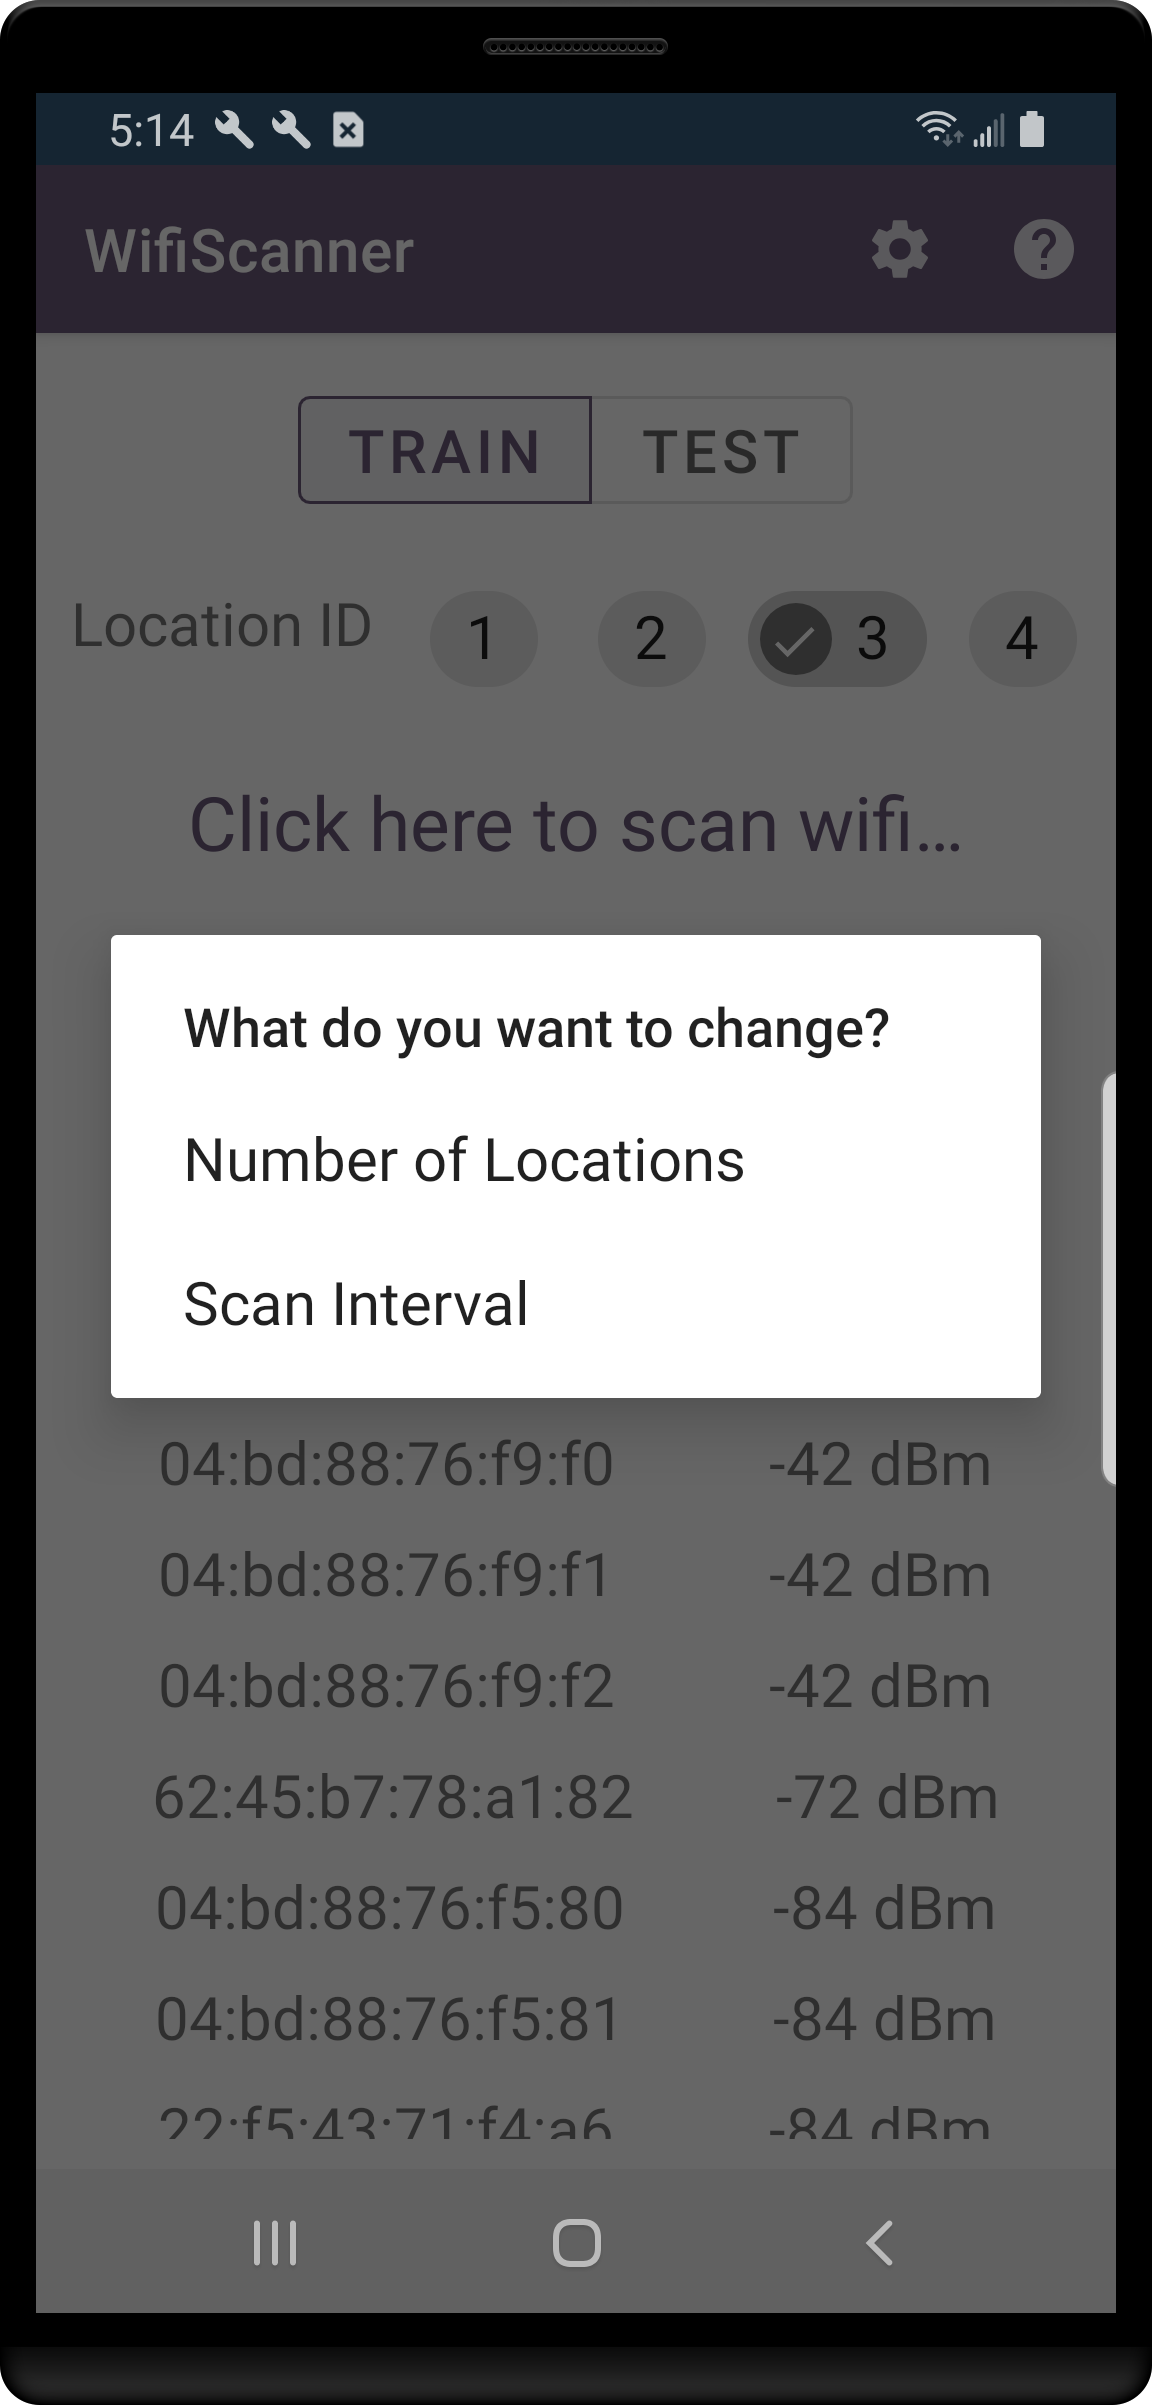 5:14
WifiScanner
TRAIN TEST
Location ID 1 2 3 4
Click here to scan wifi...
What do you want to change?
Number of Locations
Scan Interval
04:bd:88:76:f9:f0 -42 dBm
04:bd:88:76:f9:f1 -42 dBm
04:bd:88:76:f9:f2 -42 dBm
62:45:b7:78:a1:82 -72 dBm
04:bd:88:76:f5:80 -84 dBm
04:bd:88:76:f5:81 -84 dBm
22:f5:43:71:f4:a6 -84 dBm